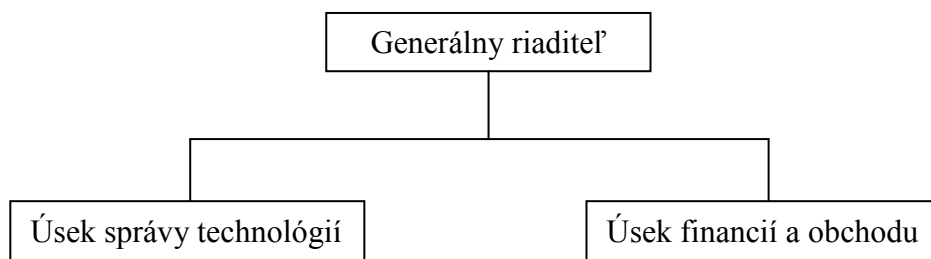 Generálny riaditeľ
Úsek správy technológií
Úsek financií a obchodu